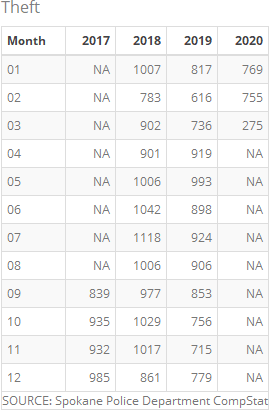 Theft
Month 2017 2018 2019 2020
01 NA 1007 817 769
02 NA 783 616 755
03 NA 902 736 275
04 NA 901 919 NA
05 NA 1006 993 NA
06 NA 1042 898 NA
07 NA 1118 924 NA
08 NA 1006 906 NA
09 839 977 853 NA
10 935 1029 756 NA
11 932 1017 715 NA
12 985 861 779 NA
SOURCE: Spokane Police Department CompStat